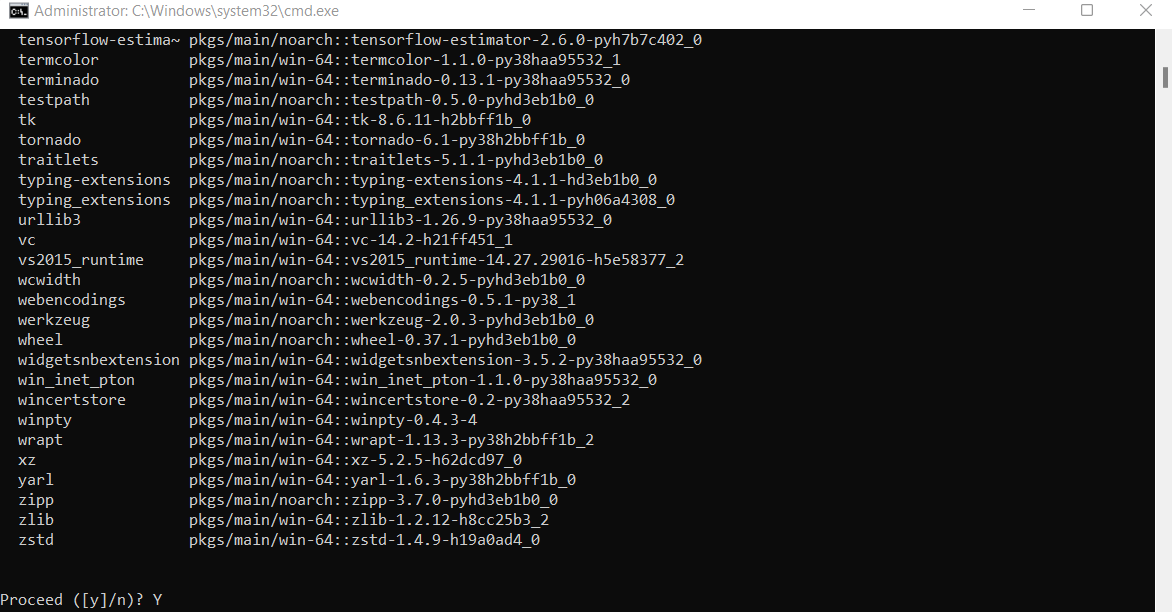 Administrator: C:\Windows\system32\cmd.exe
tensorflow-estima~ pkgs/main/noarch::tensorflow-estimator-2.6.0-pyh7b7c402_0
termcolor pkgs/main/win-64::termcolor-1.1.0-py38haa95532_1
terminado pkgs/main/win-64::terminado-0.13.1-py38haa95532_0
testpath pkgs/main/noarch::testpath-0.5.0-pyhd3eb1b0_0
tk pkgs/main/win-64::tk-8.6.11-h2bbff1b_0
tornado pkgs/main/win-64::tornado-6.1-py38h2bbff1b_0
traitlets pkgs/main/noarch::traitlets-5.1.1-pyhd3eb1b0_0
typing-extensions pkgs/main/noarch::typing-extensions-4.1.1-hd3eb1b0_0
typing_extensions pkgs/main/noarch::typing_extensions-4.1.1-pyh06a4308_0
urllib3 pkgs/main/win-64::urllib3-1.26.9-py38haa95532_0
vc pkgs/main/win-64::vc-14.2-h21ff451_1
vs2015_runtime pkgs/main/win-64::vs2015_runtime-14.27.29016-h5e58377_2
wcwidth pkgs/main/noarch::wcwidth-0.2.5-pyhd3eb1b0_0
webencodings pkgs/main/win-64::webencodings-0.5.1-py38_1
werkzeug pkgs/main/noarch::werkzeug-2.0.3-pyhd3eb1b0_0
wheel pkgs/main/noarch::wheel-0.37.1-pyhd3eb1b0_0
widgetsnbextension pkgs/main/win-64::widgetsnbextension-3.5.2-py38haa95532_0
win_inet_pton pkgs/main/win-64::win_inet_pton-1.1.0-py38haa95532_0
wincertstore pkgs/main/win-64::wincertstore-0.2-py38haa95532_2
winpty pkgs/main/win-64::winpty-0.4.3-4
wrapt pkgs/main/win-64::wrapt-1.13.3-py38h2bbff1b_2
xz pkgs/main/win-64::xz-5.2.5-h62dcd97_0
yarl pkgs/main/win-64::yarl-1.6.3-py38h2bbff1b_0
zipp pkgs/main/noarch::zipp-3.7.0-pyhd3eb1b0_0
zlib pkgs/main/win-64::zlib-1.2.12-h8cc25b3_2
zstd pkgs/main/win-64::zstd-1.4.9-h19a0ad4_0
Proceed ([y]/n)? Y